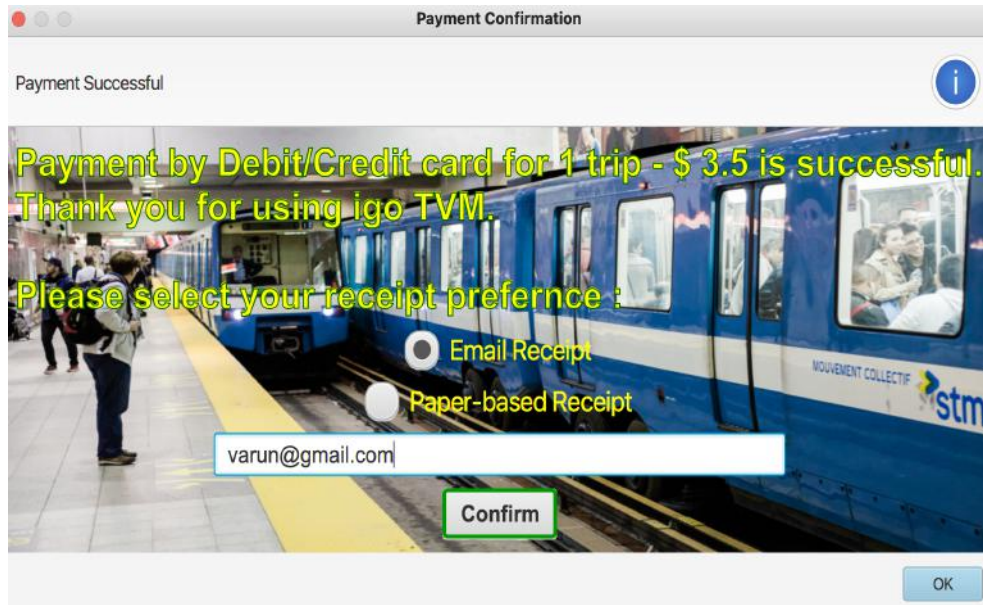 Payment Confirmation
Payment Successful
i
Payment by Debit/Credit card for 1 trip - $ 3.5 is successful.
Thank you for using igo TVM.
Please select your receipt prefernce :
Email Receipt
Paper-based Receipt
MOUVEMENT COLLECTIF
stm
varun@gmail.com
Confirm
OK